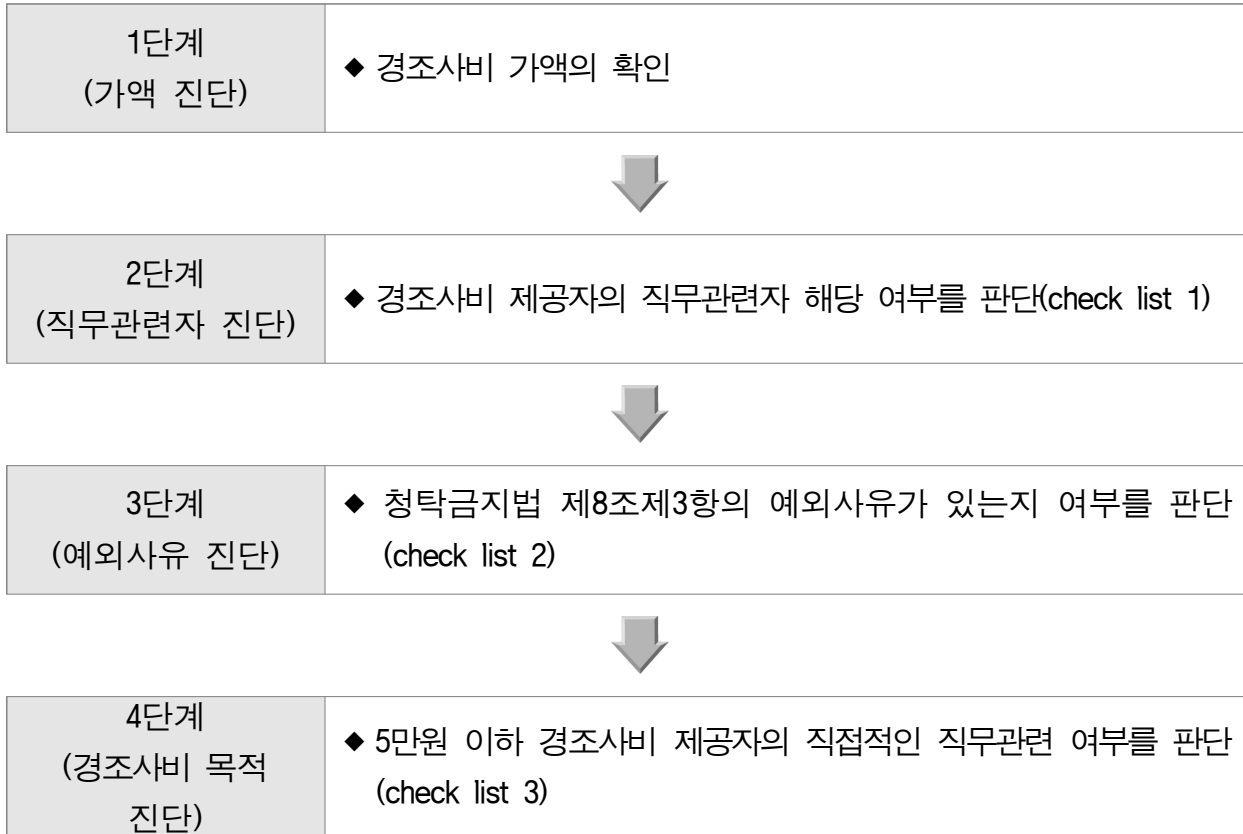 1단계
(가액 진단)
◆ 경조사비 가액의 확인
2단계
(직무관련자 진단)
◆ 경조사비 제공자의 직무관련자 해당 여부를 판단(check list 1)
3단계
(예외사유 진단)
◆ 청탁금지법 제8조제3항의 예외사유가 있는지 여부를 판단
(check list 2)
4단계
(경조사비 목적
진단)
◆ 5만원 이하 경조사비 제공자의 직접적인 직무관련 여부를 판단
(check list 3)